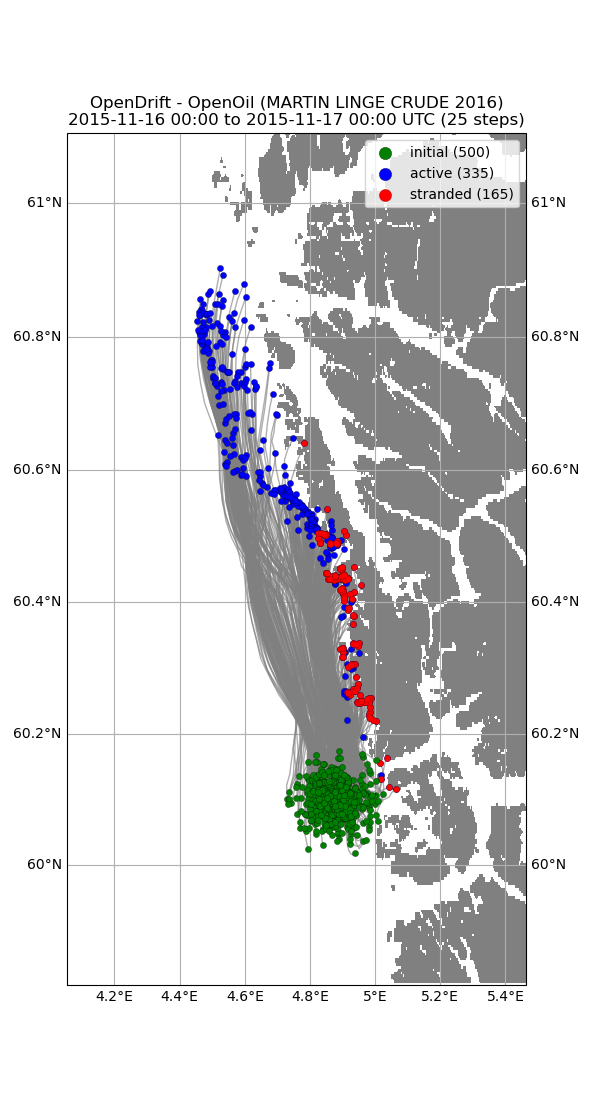 OpenDrift - OpenOil (MARTIN LINGE CRUDE 2016)
2015-11-16 00:00 to 2015-11-17 00:00 UTC (25 steps)
initial (500)
active (335)
stranded (165)
61°N 61°N
60.8°N 60.8°N
60.6°N 60.6°N
60.4°N 60.4°N
60.2°N 60.2°N
60°N 60°N
4.2°E 4.4°E 4.6°E 4.8°E 5°E 5.2°E 5.4°E